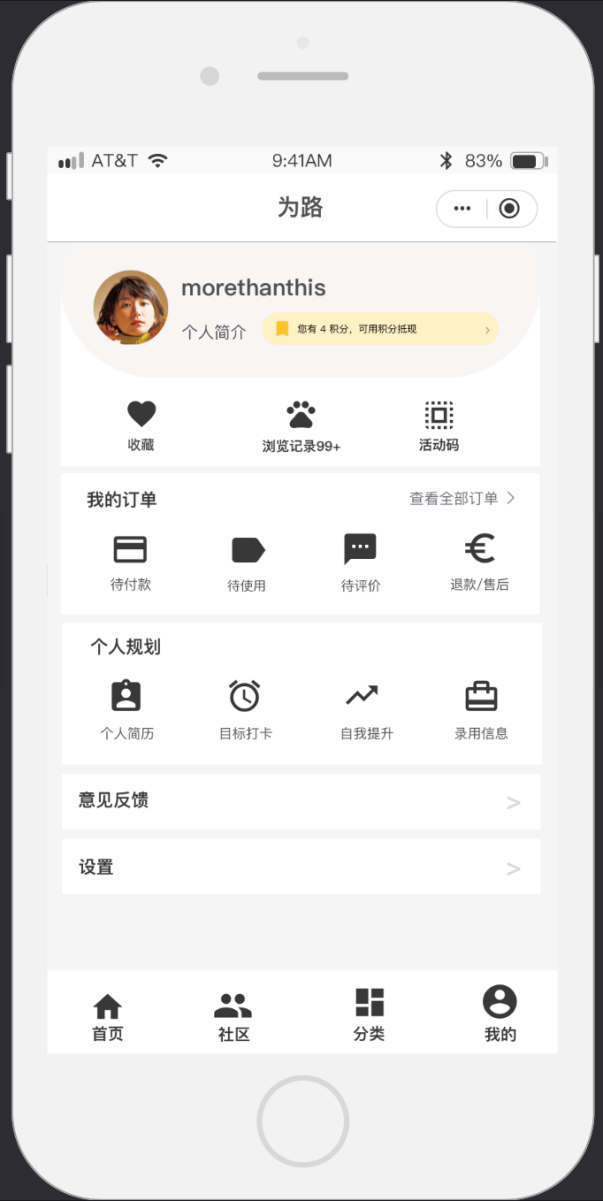 AT&T 9:41AM 83%
为路
morethanthis
个人简介 您有 4 积分，可用积分抵现 >
收藏 浏览记录99+ 活动码
我的订单 查看全部订单 >
待付款 待使用 待评价 退款/售后
个人规划
个人简历 目标打卡 自我提升 录用信息
意见反馈 >
设置 >
首页 社区 分类 我的